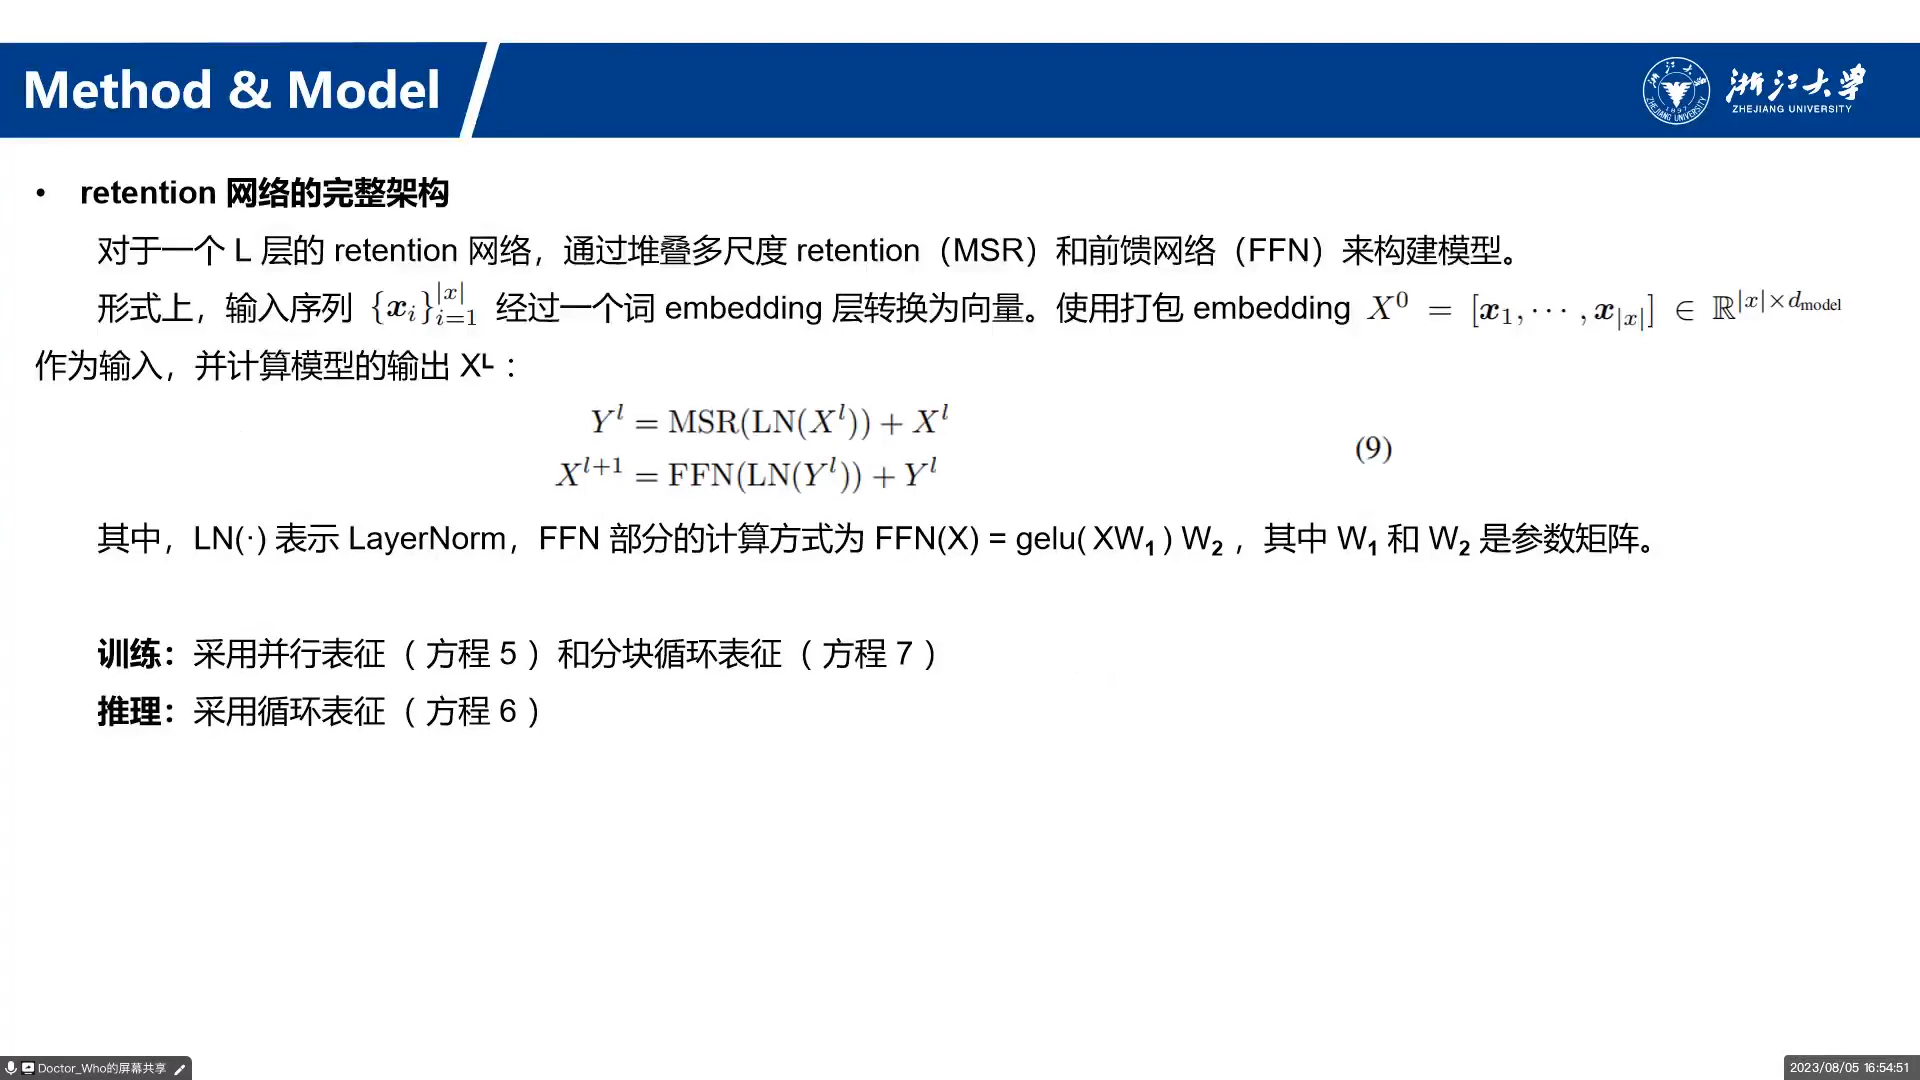 Method & Model
浙江大学
ZHEJIANG UNIVERSITY
• retention 网络的完整架构
对于一个 L 层的 retention 网络，通过堆叠多尺度 retention（MSR）和前馈网络（FFN）来构建模型。
形式上，输入序列 {x_i}_{i=1}^{|x|} 经过一个词 embedding 层转换为向量。使用打包 embedding X^0 = [x_1, ⋯ , x_{|x|}] ∈ ℝ^{|x|×d_model}
作为输入，并计算模型的输出 X^L：
Y^l = MSR(LN(X^l)) + X^l
X^{l+1} = FFN(LN(Y^l)) + Y^l
(9)
其中，LN(·) 表示 LayerNorm，FFN 部分的计算方式为 FFN(X) = gelu( XW₁ ) W₂ ，其中 W₁ 和 W₂ 是参数矩阵。
训练：采用并行表征（方程 5）和分块循环表征（方程 7）
推理：采用循环表征（方程 6）
Doctor_Who的屏幕共享
2023/08/05 16:54:51